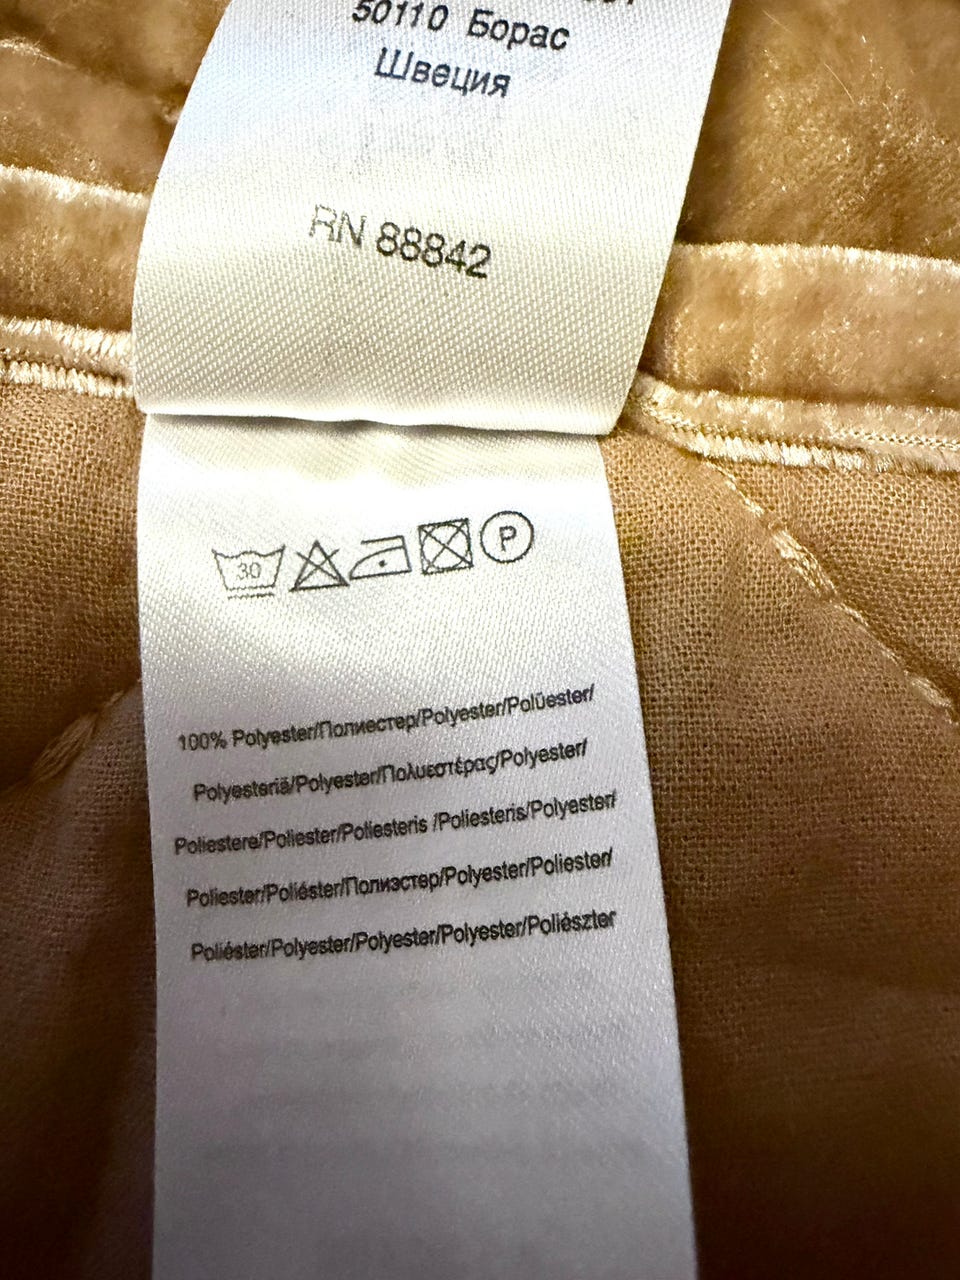 50110 Борас
Швеция
RN 88842
30
P
100% Polyester/Полиестер/Polyester/Polüester/
Polyesteriä/Polyester/Πολυεστέρας/Polyester/
Poliestere/Poliester/Poliesteris /Poliesteris/Polyester/
Poliester/Poliéster/Полиэстер/Polyester/Poliester/
Poliéster/Polyester/Polyester/Polyester/Poliészter